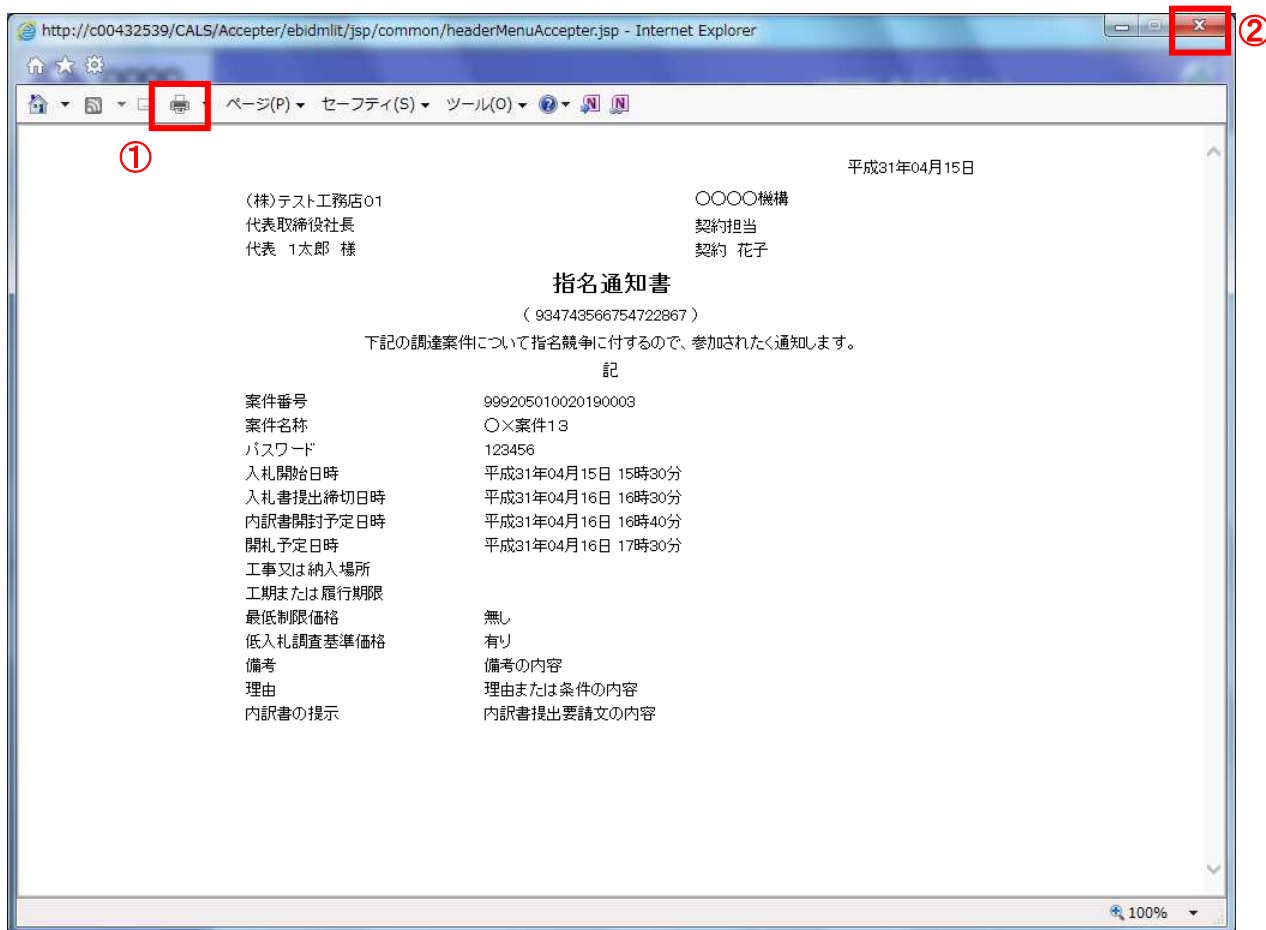 http://c00432539/CALS/Accepter/ebidmlit/jsp/common/headerMenuAccepter.jsp - Internet Explorer
②
ページ(P) セーフティ(S) ツール(O)
①
平成31年04月15日
(株)テスト工務店01 〇〇〇〇機構
代表取締役社長 契約担当
代表 1太郎 様 契約 花子
指名通知書
( 934743566754722867 )
下記の調達案件について指名競争に付するので、参加されたく通知します。
記
案件番号 999205010020190003
案件名称 〇×案件13
パスワード 123456
入札開始日時 平成31年04月15日 15時30分
入札書提出締切日時 平成31年04月16日 16時30分
内訳書開封予定日時 平成31年04月16日 16時40分
開札予定日時 平成31年04月16日 17時30分
工事又は納入場所
工期または履行期限
最低制限価格 無し
低入札調査基準価格 有り
備考 備考の内容
理由 理由または条件の内容
内訳書の提示 内訳書提出要請文の内容
100%